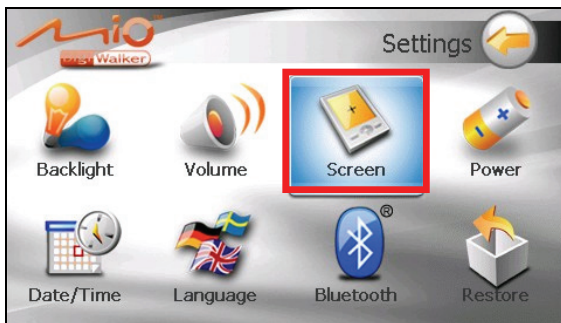 Mio
DigiWalker
Settings
Backlight Volume Screen Power
Date/Time Language Bluetooth ® Restore